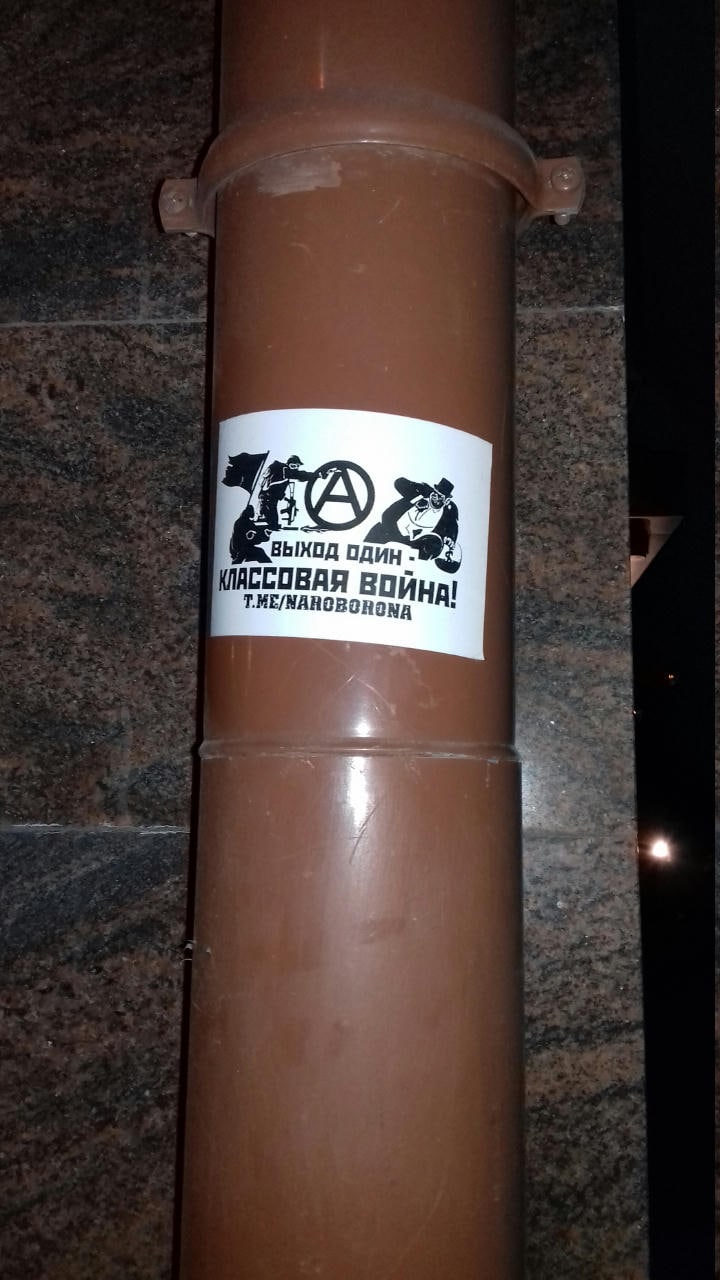 A
ВЫХОД ОДИН -
КЛАССОВАЯ ВОЙНА!
T.ME/NAROBORONA